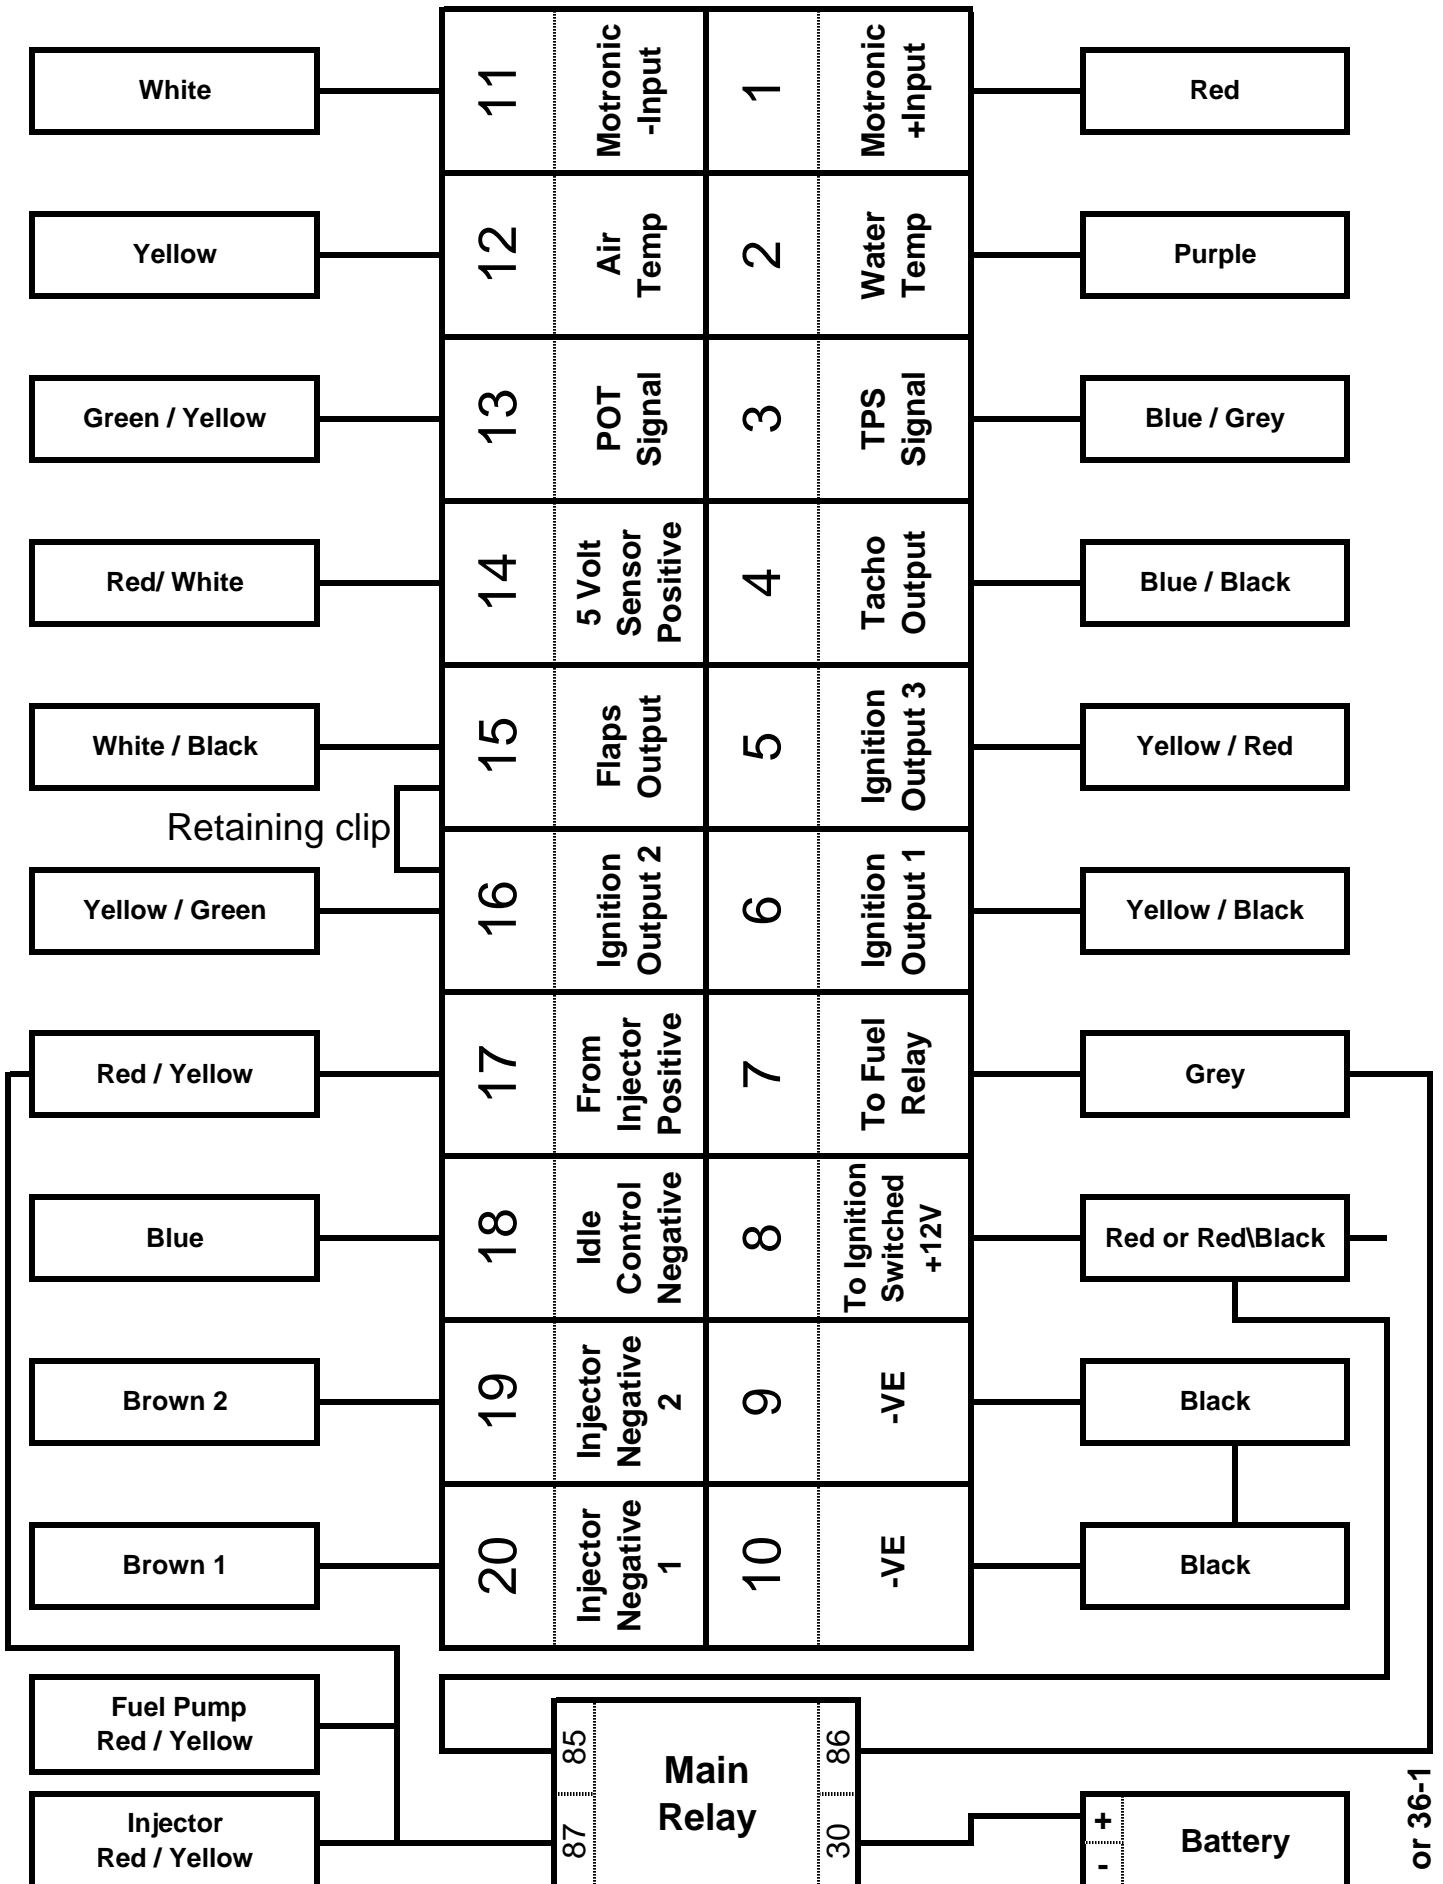 White
11
Motronic
-Input
1
Motronic
+Input
Red
Yellow
12
Air
Temp
2
Water
Temp
Purple
Green / Yellow
13
POT
Signal
3
TPS
Signal
Blue / Grey
Red/ White
14
5 Volt
Sensor
Positive
4
Tacho
Output
Blue / Black
White / Black
15
Flaps
Output
5
Ignition
Output 3
Yellow / Red
Retaining clip
Yellow / Green
16
Ignition
Output 2
6
Ignition
Output 1
Yellow / Black
Red / Yellow
17
From
Injector
Positive
7
To Fuel
Relay
Grey
Blue
18
Idle
Control
Negative
8
To Ignition
Switched
+12V
Red or Red\Black
Brown 2
19
Injector
Negative
2
9
-VE
Black
Brown 1
20
Injector
Negative
1
10
-VE
Black
Fuel Pump
Red / Yellow
85
Main
Relay
86
Injector
Red / Yellow
87
30
+
-
Battery
or 36-1